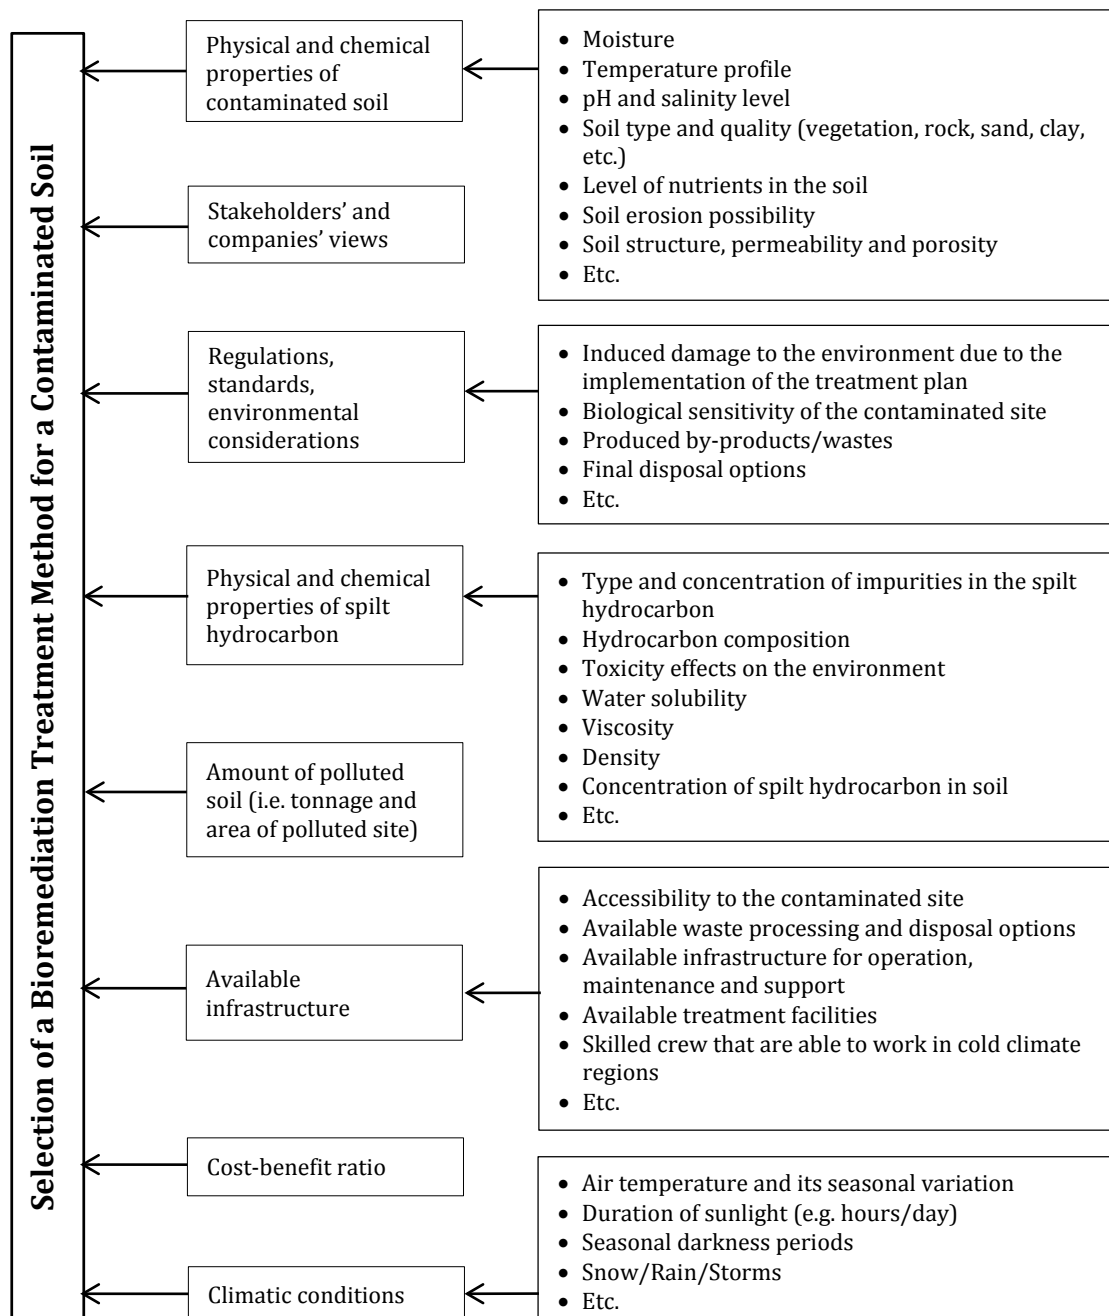 Selection of a Bioremediation Treatment Method for a Contaminated Soil
Physical and chemical
properties of
contaminated soil
• Moisture
• Temperature profile
• pH and salinity level
• Soil type and quality (vegetation, rock, sand, clay,
etc.)
• Level of nutrients in the soil
• Soil erosion possibility
• Soil structure, permeability and porosity
• Etc.
Stakeholders’ and
companies’ views
Regulations,
standards,
environmental
considerations
• Induced damage to the environment due to the
implementation of the treatment plan
• Biological sensitivity of the contaminated site
• Produced by-products/wastes
• Final disposal options
• Etc.
Physical and chemical
properties of spilt
hydrocarbon
• Type and concentration of impurities in the spilt
hydrocarbon
• Hydrocarbon composition
• Toxicity effects on the environment
• Water solubility
• Viscosity
• Density
• Concentration of spilt hydrocarbon in soil
• Etc.
Amount of polluted
soil (i.e. tonnage and
area of polluted site)
Available
infrastructure
• Accessibility to the contaminated site
• Available waste processing and disposal options
• Available infrastructure for operation,
maintenance and support
• Available treatment facilities
• Skilled crew that are able to work in cold climate
regions
• Etc.
Cost-benefit ratio
Climatic conditions
• Air temperature and its seasonal variation
• Duration of sunlight (e.g. hours/day)
• Seasonal darkness periods
• Snow/Rain/Storms
• Etc.